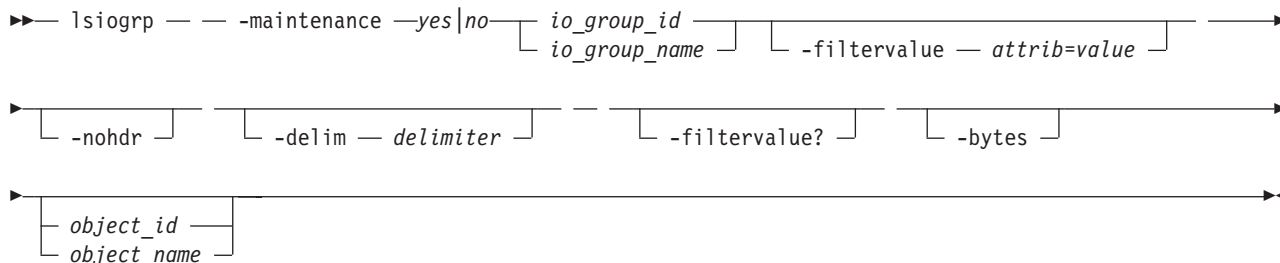 lsiogrp -maintenance yes|no io_group_id
io_group_name -filtervalue attrib=value
-nohdr -delim delimiter -filtervalue? -bytes
object_id
object_name